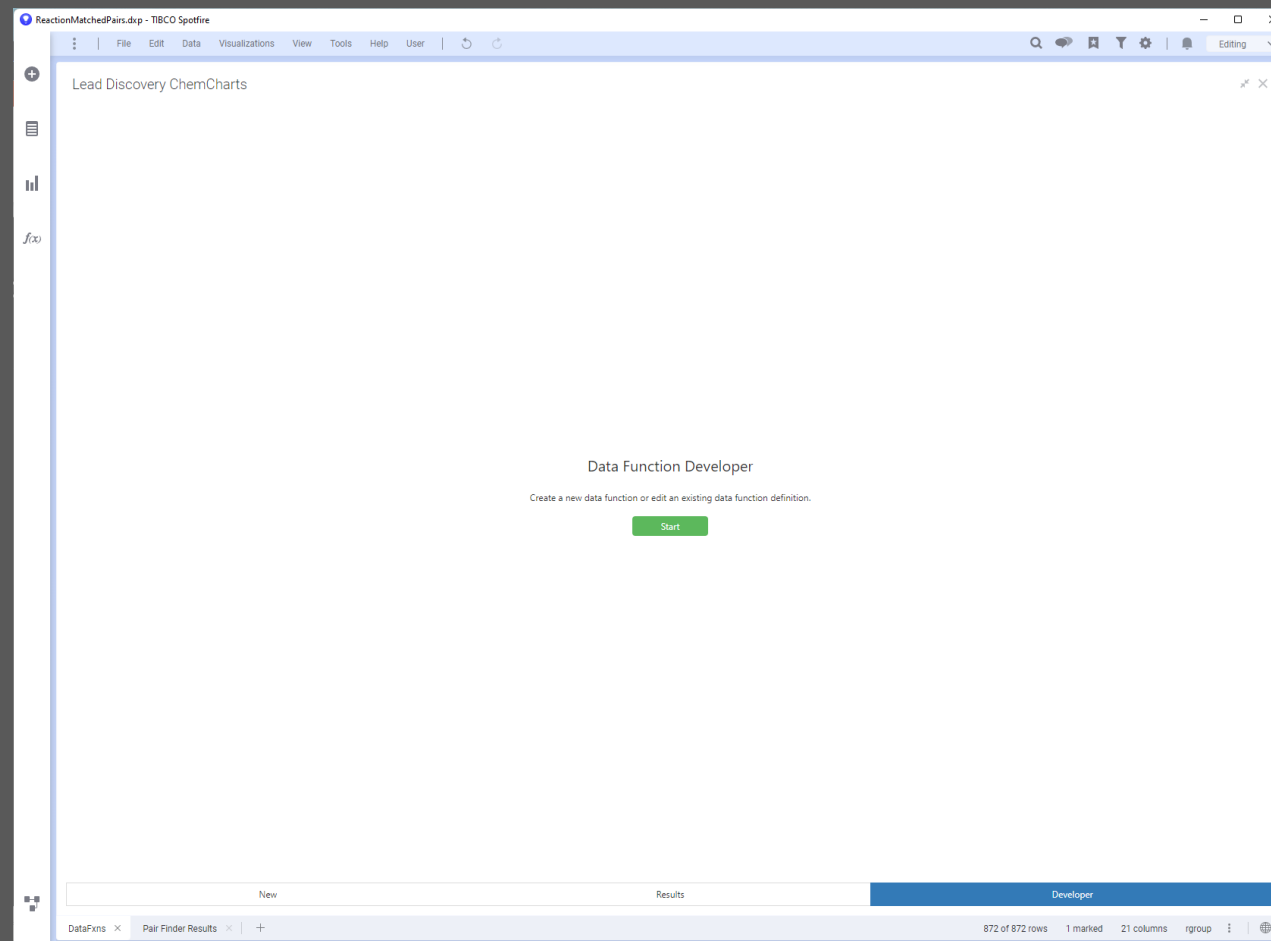 ReactionMatchedPairs.dxp - TIBCO Spotfire
File Edit Data Visualizations View Tools Help User Editing
Lead Discovery ChemCharts
f(x)
Data Function Developer
Create a new data function or edit an existing data function definition.
Start
New Results Developer
DataFxns Pair Finder Results 872 of 872 rows 1 marked 21 columns rgroup